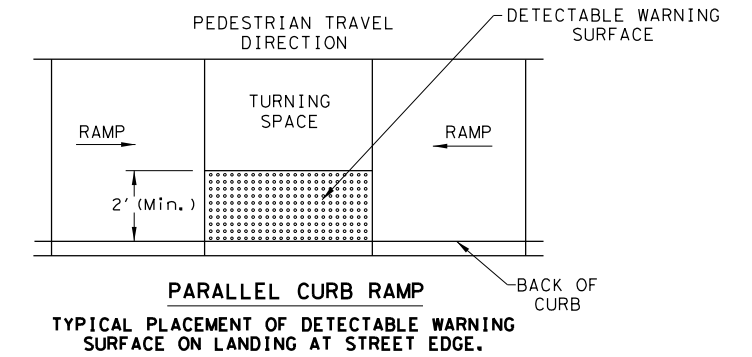 PEDESTRIAN TRAVEL
DIRECTION
DETECTABLE WARNING
SURFACE
TURNING
SPACE
RAMP
RAMP
2' (Min.)
BACK OF
CURB
PARALLEL CURB RAMP
TYPICAL PLACEMENT OF DETECTABLE WARNING
SURFACE ON LANDING AT STREET EDGE.